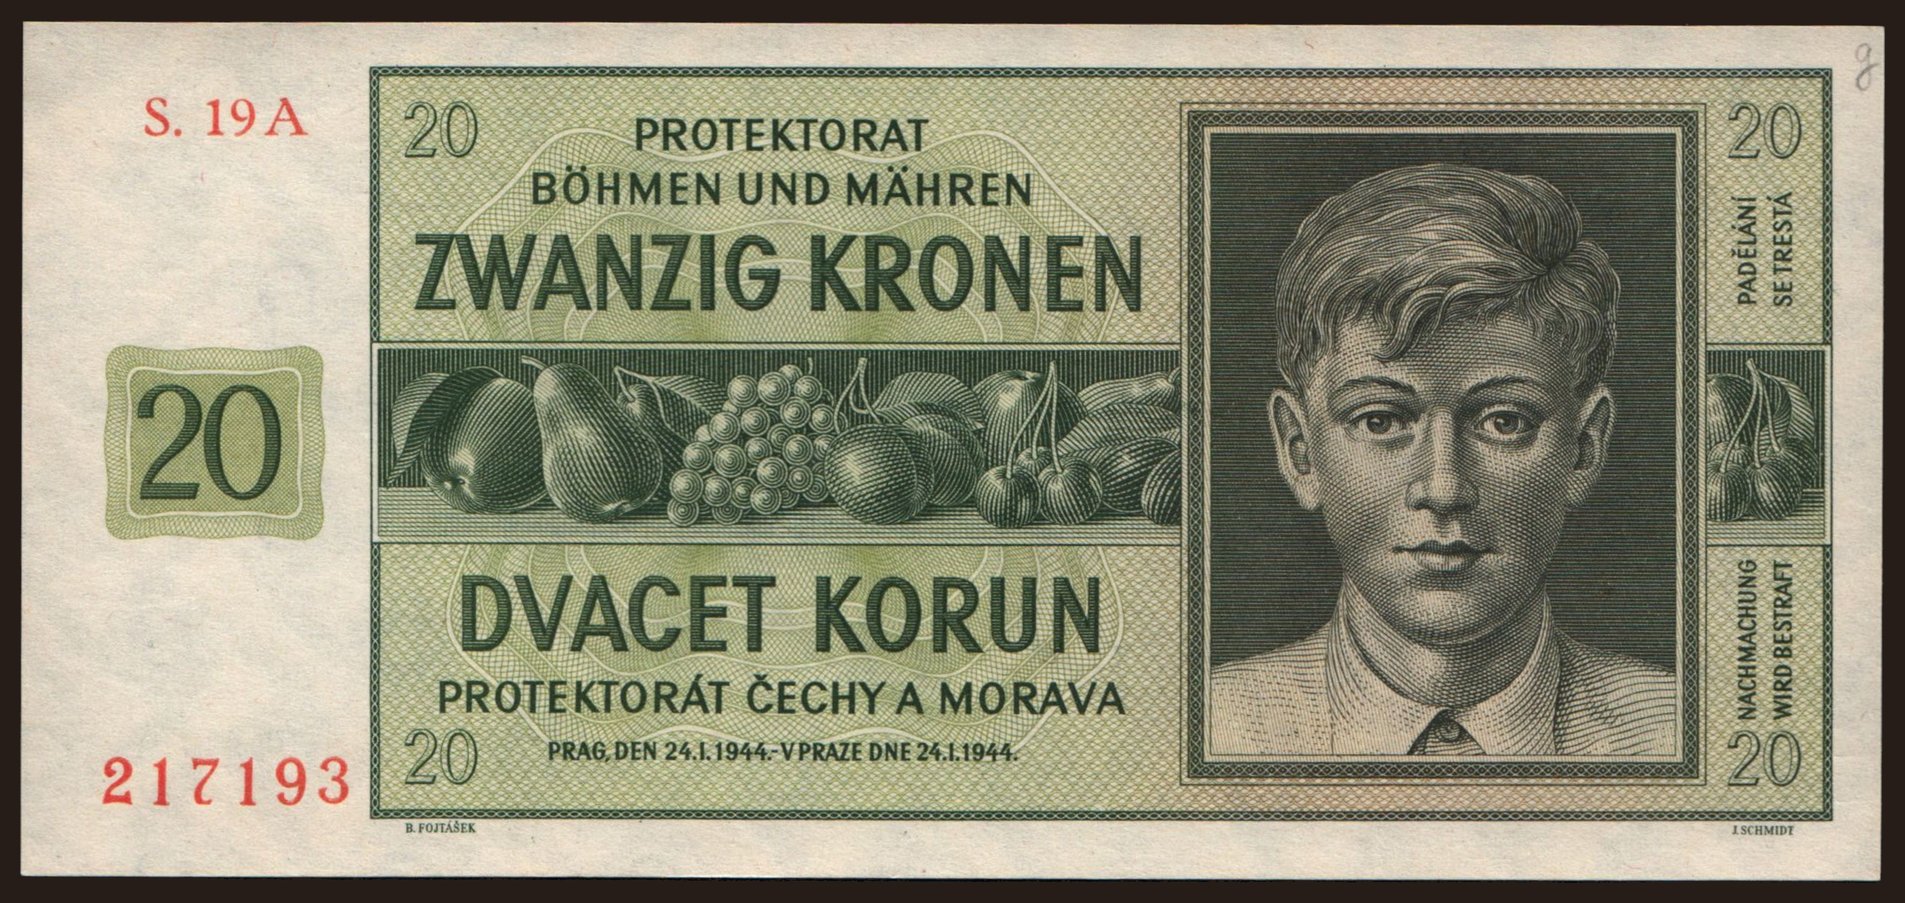 S. 19 A
20
20
PROTEKTORAT
BÖHMEN UND MÄHREN
ZWANZIG KRONEN
PADĚLÁNÍ
SE TRESTÁ
20
DVACET KORUN
PROTEKTORÁT ČECHY A MORAVA
PRAG, DEN 24.I.1944.-V PRAZE DNE 24.I.1944.
NACHMACHUNG
WIRD BESTRAFT
217193
20
20
B. FOJTÁŠEK
J. SCHMIDT
g